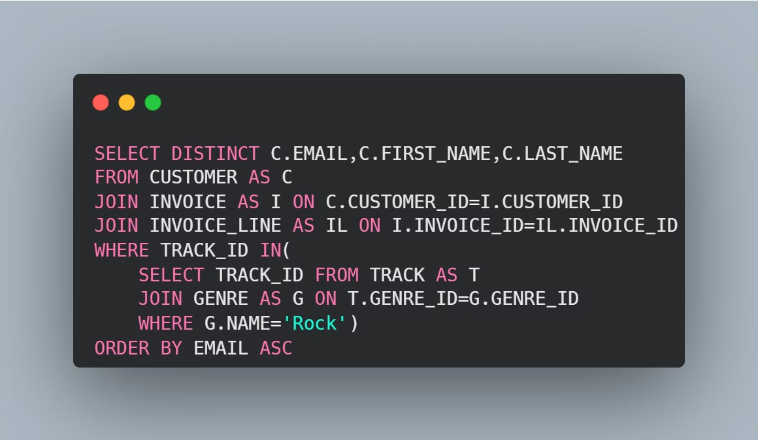 SELECT DISTINCT C.EMAIL,C.FIRST_NAME,C.LAST_NAME
FROM CUSTOMER AS C
JOIN INVOICE AS I ON C.CUSTOMER_ID=I.CUSTOMER_ID
JOIN INVOICE_LINE AS IL ON I.INVOICE_ID=IL.INVOICE_ID
WHERE TRACK_ID IN(
    SELECT TRACK_ID FROM TRACK AS T
    JOIN GENRE AS G ON T.GENRE_ID=G.GENRE_ID
    WHERE G.NAME='Rock')
ORDER BY EMAIL ASC